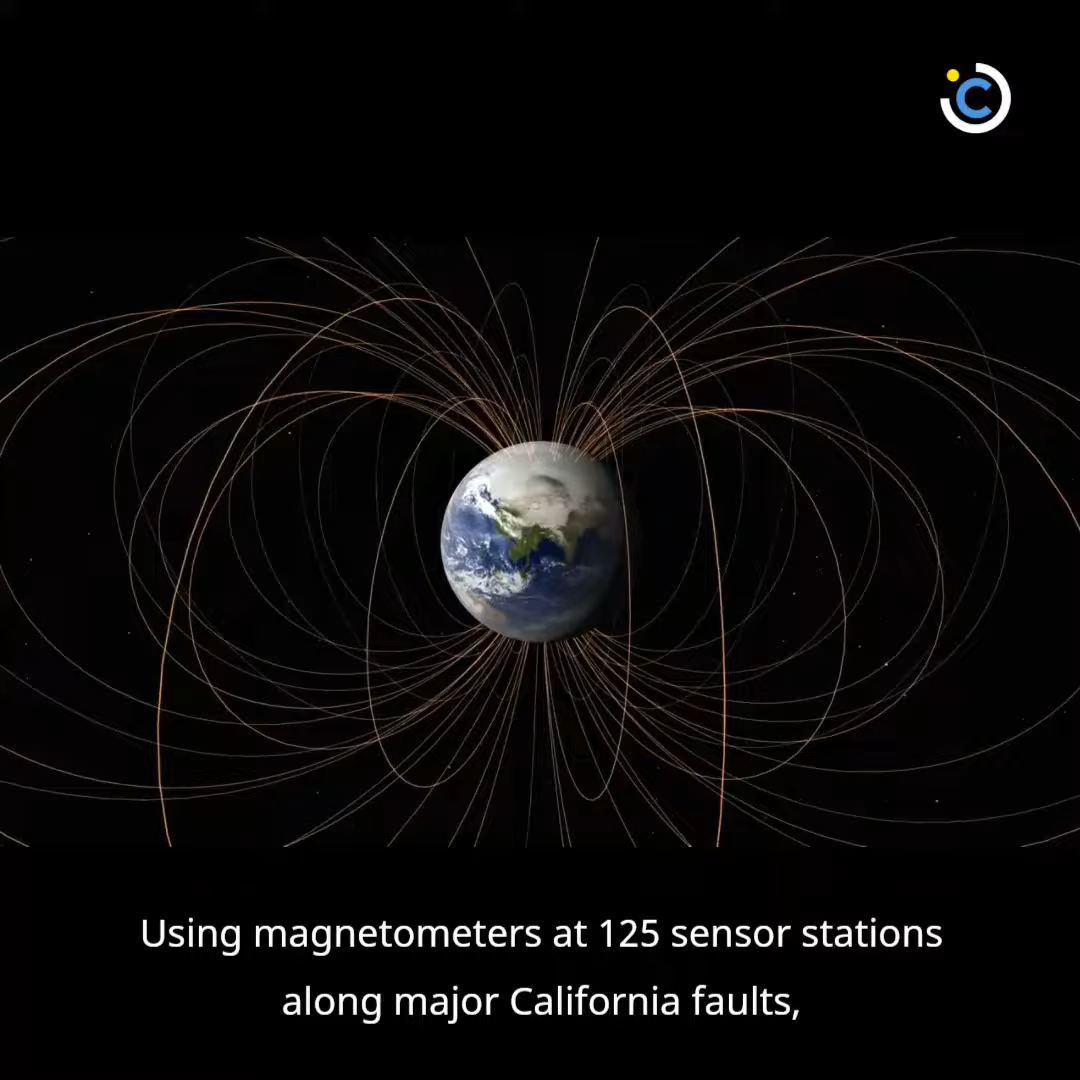 Using magnetometers at 125 sensor stations
along major California faults,